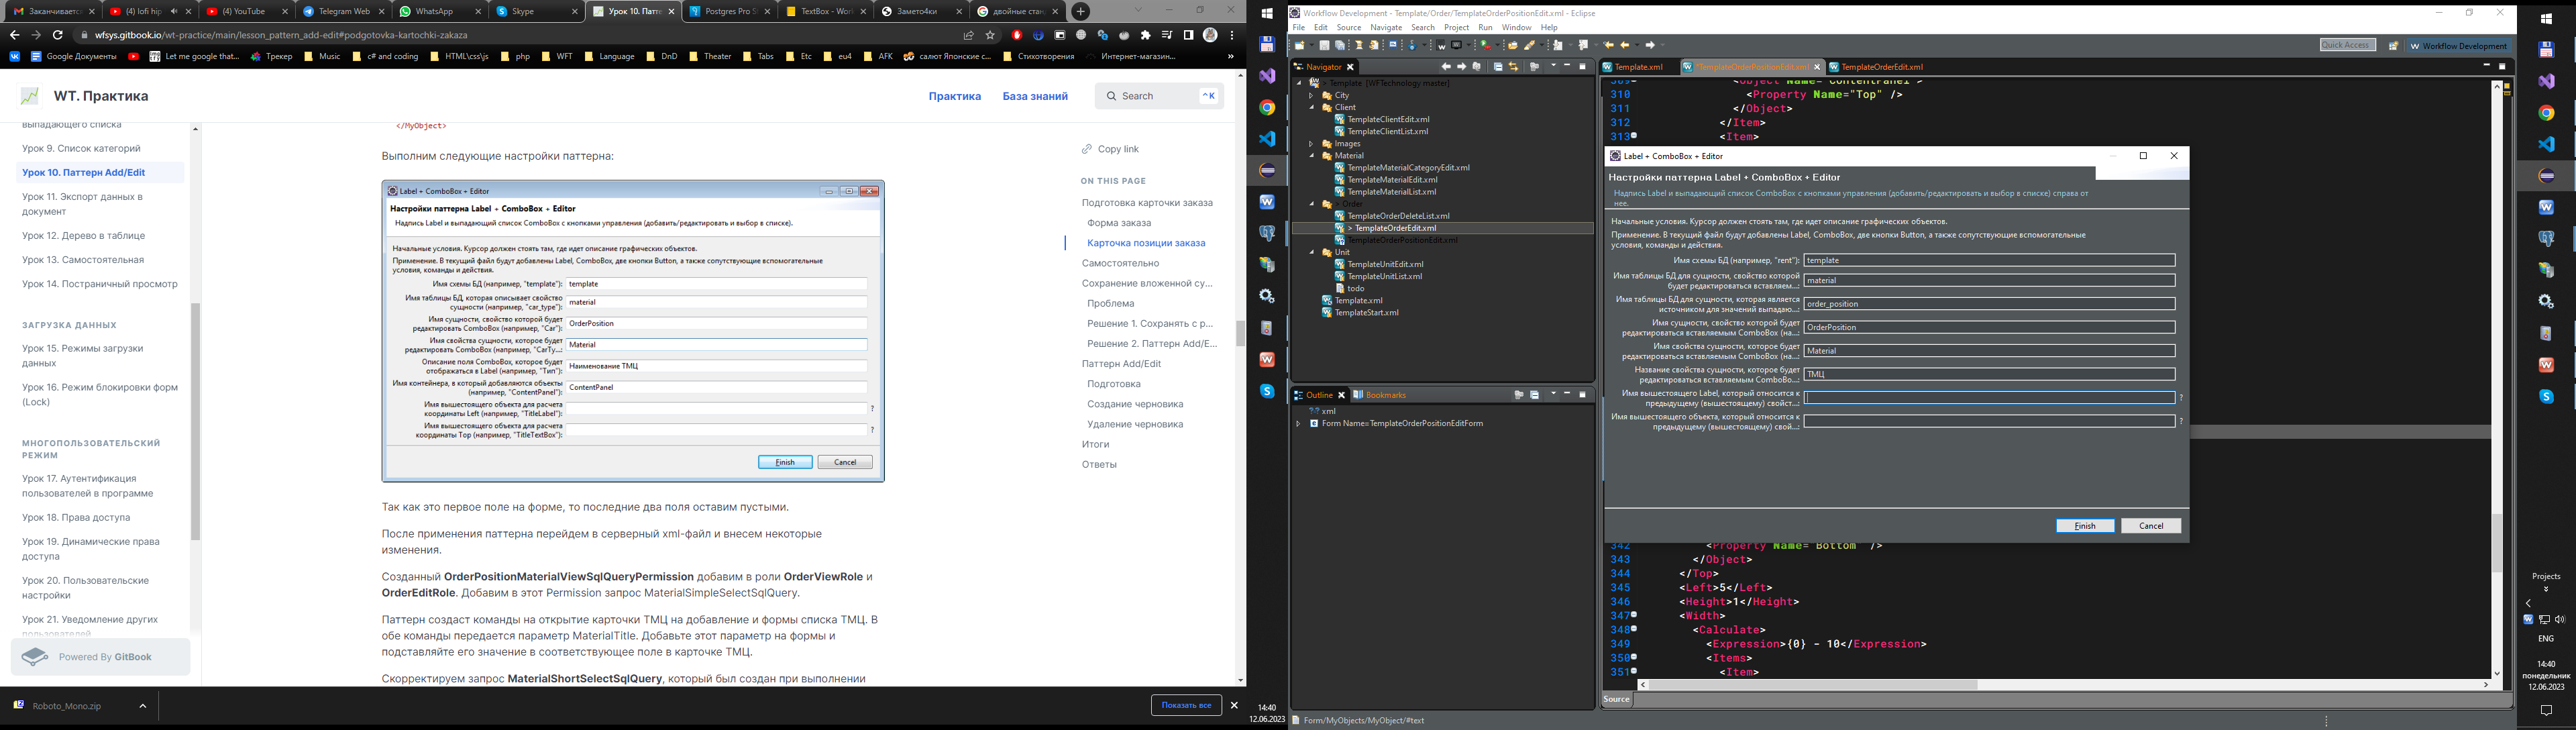 Заканчивается
(4) lofi hip
(4) YouTube
Telegram Web
WhatsApp
Skype
Урок 10. Патте
Postgres Pro S
TextBox - Worl
Замето4ки
двойные стан
wfsys.gitbook.io/wt-practice/main/lesson_pattern_add-edit#podgotovka-kartochki-zakaza
Google Документы
Let me google that...
Трекер
Music
c# and coding
HTML\css\js
php
WFT
Language
DnD
Theater
Tabs
Etc
eu4
AFK
салют Японские с...
Стихотворения
Интернет-магазин...
WT. Практика
Практика
База знаний
Search
^K
выпадающего списка
Урок 9. Список категорий
Урок 10. Паттерн Add/Edit
Урок 11. Экспорт данных в
документ
Урок 12. Дерево в таблице
Урок 13. Самостоятельная
Урок 14. Постраничный просмотр
ЗАГРУЗКА ДАННЫХ
Урок 15. Режимы загрузки
данных
Урок 16. Режим блокировки форм
(Lock)
МНОГОПОЛЬЗОВАТЕЛЬСКИЙ
РЕЖИМ
Урок 17. Аутентификация
пользователей в программе
Урок 18. Права доступа
Урок 19. Динамические права
доступа
Урок 20. Пользовательские
настройки
Урок 21. Уведомление других
пользователей
Powered By GitBook
</MyObject>
Выполним следующие настройки паттерна:
Label + ComboBox + Editor
Настройки паттерна Label + ComboBox + Editor
Надпись Label и выпадающий список ComboBox с кнопками управления (добавить/редактировать и выбор в списке).
Начальные условия. Курсор должен стоять там, где идет описание графических объектов.
Применение. В текущий файл будут добавлены Label, ComboBox, две кнопки Button, а также сопутствующие вспомогательные
условия, команды и действия.
Имя схемы БД (например, "template"): template
Имя таблицы БД, которая описывает свойство
сущности (например, "car_type"): material
Имя сущности, свойство которой будет
редактировать ComboBox (например, "Car"): OrderPosition
Имя свойства сущности, которое будет
редактировать ComboBox (например, "CarTy...: Material
Описание поля ComboBox, которое будет
отображаться в Label (например, "Тип"): Наименование ТМЦ
Имя контейнера, в который добавляются объекты
(например, "ContentPanel"): ContentPanel
Имя вышестоящего объекта для расчета
координаты Left (например, "TitleLabel"): ?
Имя вышестоящего объекта для расчета
координаты Top (например, "TitleTextBox"): ?
Finish
Cancel
Так как это первое поле на форме, то последние два поля оставим пустыми.
После применения паттерна перейдем в серверный xml-файл и внесем некоторые
изменения.
Созданный OrderPositionMaterialViewSqlQueryPermission добавим в роли OrderViewRole и
OrderEditRole. Добавим в этот Permission запрос MaterialSimpleSelectSqlQuery.
Паттерн создаст команды на открытие карточки ТМЦ на добавление и формы списка ТМЦ. В
обе команды передается параметр MaterialTitle. Добавьте этот параметр на формы и
подставляйте его значение в соответствующее поле в карточке ТМЦ.
Скорректируем запрос MaterialShortSelectSqlQuery, который был создан при выполнении
Copy link
ON THIS PAGE
Подготовка карточки заказа
Форма заказа
Карточка позиции заказа
Самостоятельно
Сохранение вложенной су...
Проблема
Решение 1. Сохранять с р...
Решение 2. Паттерн Add/E...
Паттерн Add/Edit
Подготовка
Создание черновика
Удаление черновика
Итоги
Ответы
Roboto_Mono.zip
Показать все
14:40
12.06.2023
Workflow Development - Template/Order/TemplateOrderPositionEdit.xml - Eclipse
File Edit Source Navigate Search Project Run Window Help
Quick Access
Workflow Development
Navigator
> Template [WFTechnology master]
City
Client
TemplateClientEdit.xml
TemplateClientList.xml
Images
Material
TemplateMaterialCategoryEdit.xml
TemplateMaterialEdit.xml
TemplateMaterialList.xml
> Order
TemplateOrderDeleteList.xml
> TemplateOrderEdit.xml
TemplateOrderPositionEdit.xml
Unit
TemplateUnitEdit.xml
TemplateUnitList.xml
todo
Template.xml
TemplateStart.xml
Outline
Bookmarks
xml
Form Name=TemplateOrderPositionEditForm
Template.xml
*TemplateOrderPositionEdit.xml
TemplateOrderEdit.xml
309 <Object Name="ContentPanel">
310 <Property Name="Top" />
311 </Object>
312 </Item>
313 <Item>
Label + ComboBox + Editor
Настройки паттерна Label + ComboBox + Editor
Надпись Label и выпадающий список ComboBox с кнопками управления (добавить/редактировать и выбор в списке) справа от
нее.
Начальные условия. Курсор должен стоять там, где идет описание графических объектов.
Применение. В текущий файл будут добавлены Label, ComboBox, две кнопки Button, а также сопутствующие вспомогательные
условия, команды и действия.
Имя схемы БД (например, "rent"): template
Имя таблицы БД для сущности, свойство которой
будет редактироваться вставляем...: material
Имя таблицы БД для сущности, которая является
источником для значений выпадаю...: order_position
Имя сущности, свойство которой будет
редактироваться вставляемым ComboBox (на...: OrderPosition
Имя свойства сущности, которое будет
редактироваться вставляемым ComboBox (на...: Material
Название свойства сущности, которое будет
редактироваться вставляемым ComboBo...: ТМЦ
Имя вышестоящего Label, который относится к
предыдущему (вышестоящему) свойст...: ?
Имя вышестоящего объекта, который относится к
предыдущему (вышестоящему) свой...: ?
Finish
Cancel
342 <Property Name="Bottom" />
343 </Object>
344 </Top>
345 <Left>5</Left>
346 <Height>1</Height>
347 <Width>
348 <Calculate>
349 <Expression>{0} - 10</Expression>
350 <Items>
351 <Item>
Source
Form/MyObjects/MyObject/#text
Projects
ENG
14:40
понедельник
12.06.2023